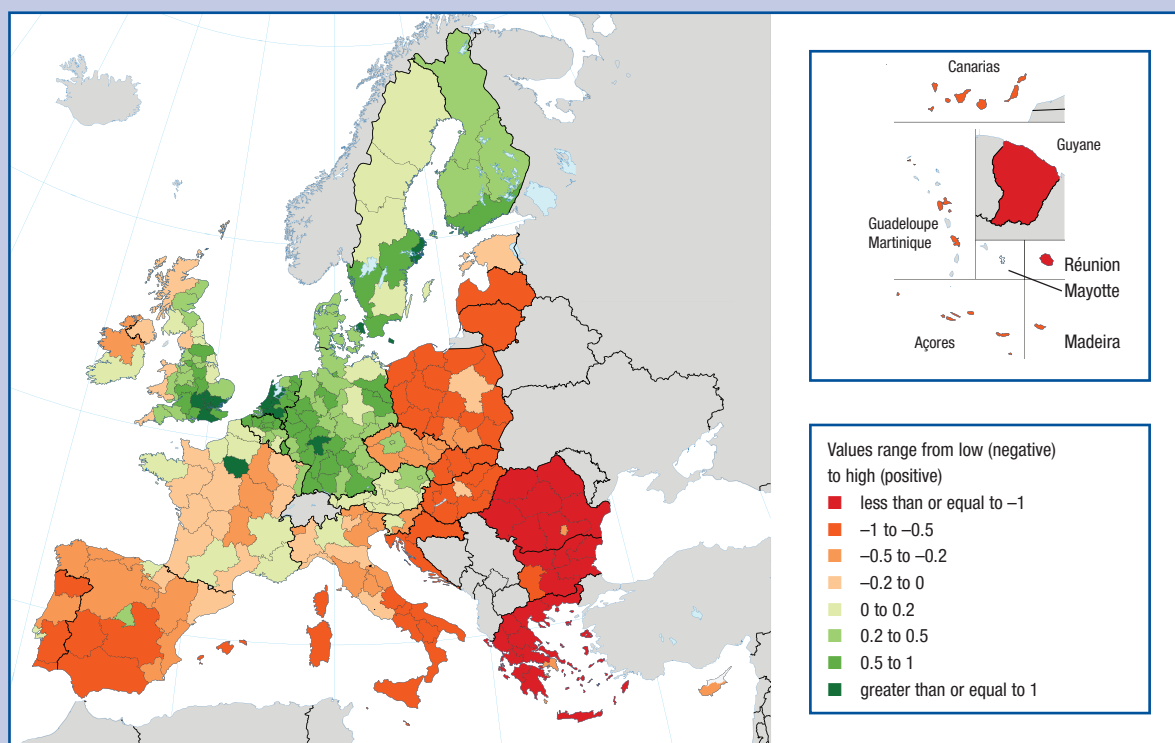 Canarias
Guyane
Guadeloupe
Martinique
Réunion
Mayotte
Açores
Madeira
Values range from low (negative)
to high (positive)
less than or equal to –1
–1 to –0.5
–0.5 to –0.2
–0.2 to 0
0 to 0.2
0.2 to 0.5
0.5 to 1
greater than or equal to 1